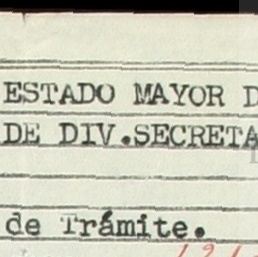 ESTADO MAYOR D
DE DIV.SECRETA
de Trámite.